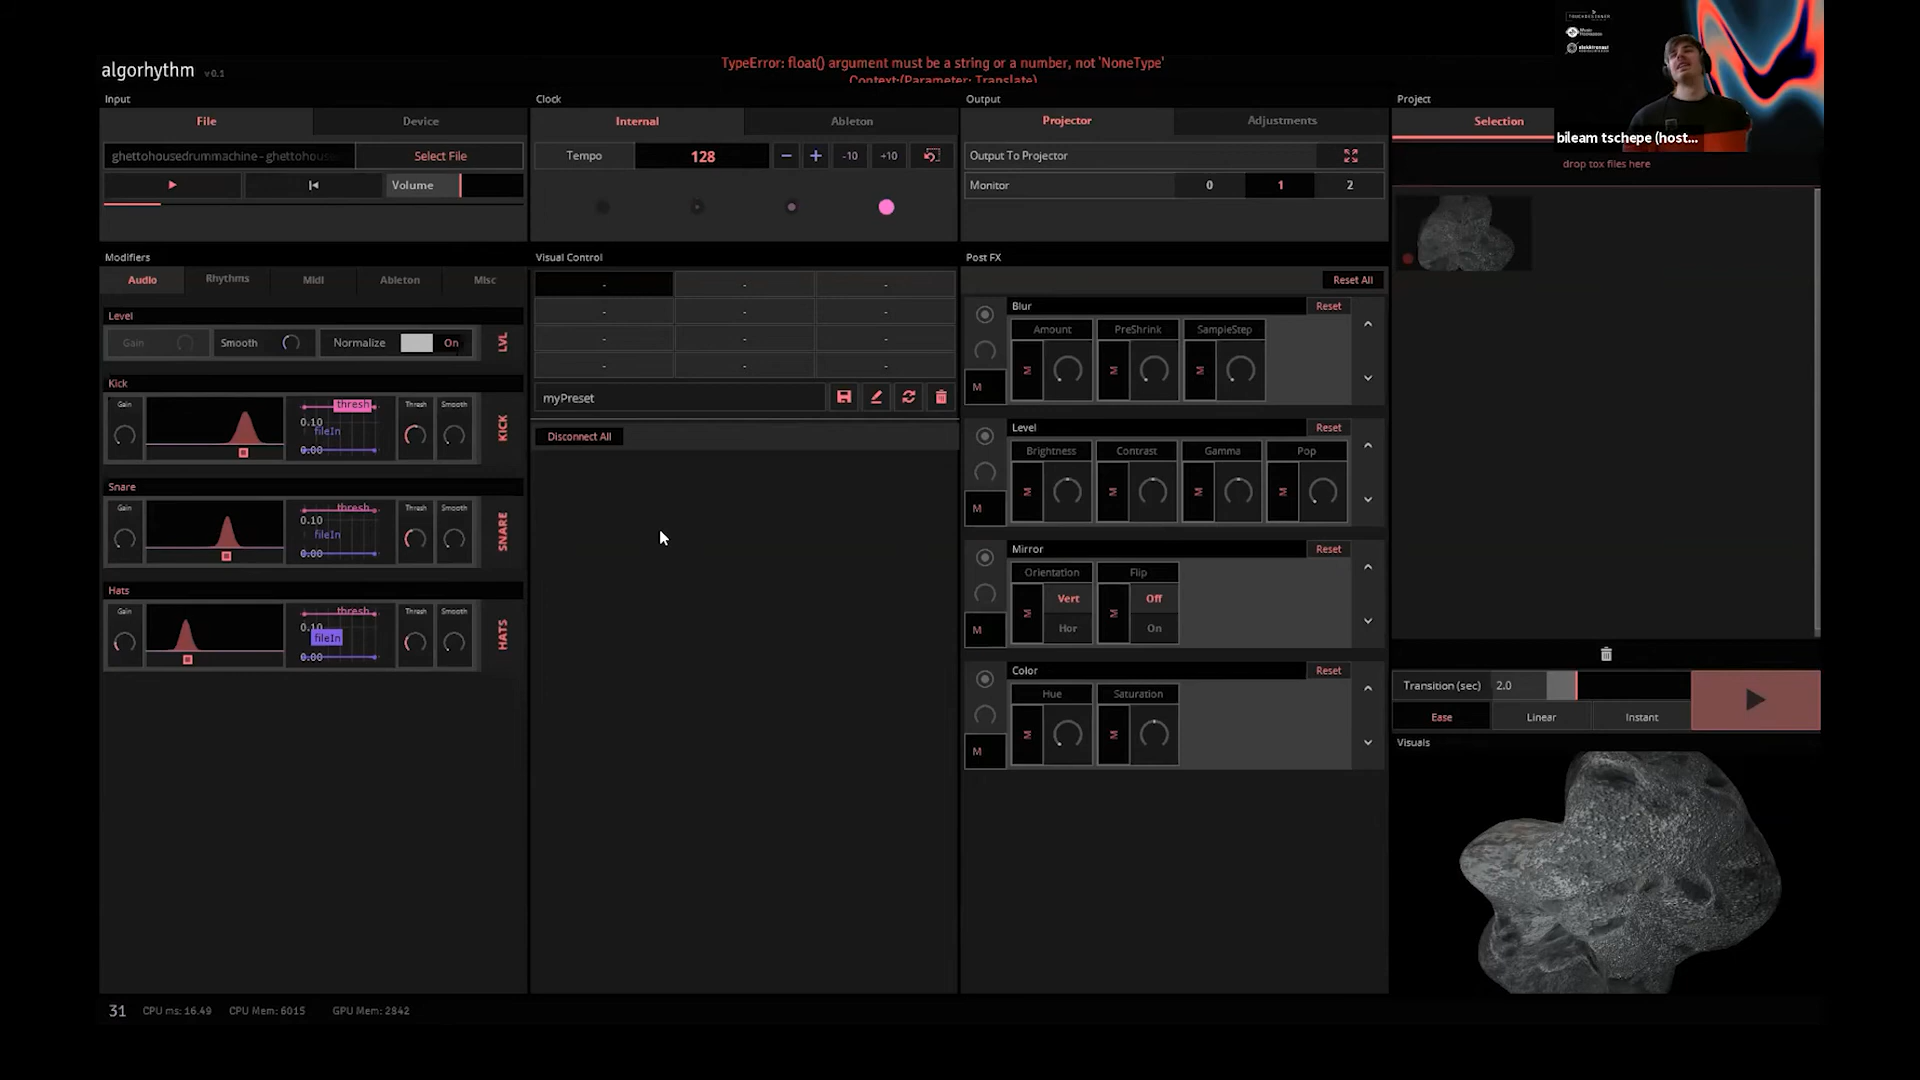 algorhythm v 0.1
TypeError: float() argument must be a string or a number, not 'NoneType'
Context:(Parameter: Translate)
TOUCHDESIGNER
bileam tschepe (host...
Input
File
Device
ghettohousedrummachine - ghettohous
Select File
Volume
Clock
Internal
Ableton
Tempo
128
-10
+10
Output
Projector
Adjustments
Output To Projector
Monitor
0
1
2
Project
Selection
drop tox files here
Modifiers
Audio
Rhythms
Midi
Ableton
Misc
Level
Gain
Smooth
Normalize
On
LVL
Kick
Gain
thresh
0.10
fileIn
0.00
Thresh
Smooth
KICK
Snare
Gain
thresh
0.10
fileIn
0.00
Thresh
Smooth
SNARE
Hats
Gain
thresh
0.10
fileIn
0.00
Thresh
Smooth
HATS
Visual Control
- - -
- - -
- - -
- - -
myPreset
Disconnect All
Post FX
Reset All
Blur
Reset
Amount
PreShrink
SampleStep
M
M
M
M
Level
Reset
Brightness
Contrast
Gamma
Pop
M
M
M
M
M
Mirror
Reset
Orientation
Flip
M
Vert
Hor
M
Off
On
M
Color
Reset
Hue
Saturation
M
M
M
Transition (sec)
2.0
Ease
Linear
Instant
Visuals
31
CPU ms: 16.49
CPU Mem: 6015
GPU Mem: 2842